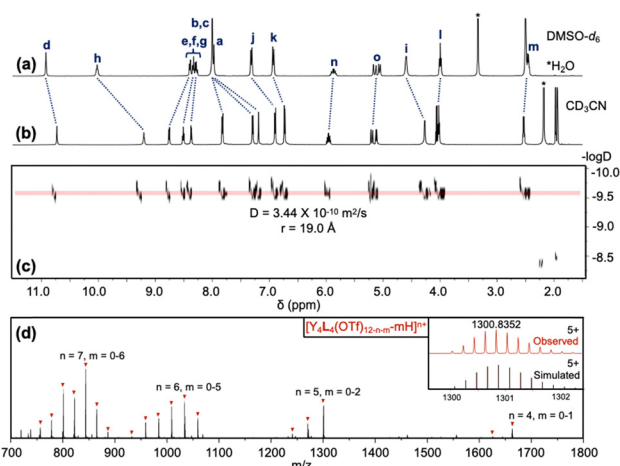 b,c
d h e,f,g a j k n o i l m
* DMSO-d6
*H2O
(a)
(b) CD3CN
*
-logD
-10.0
-9.5
-9.0
-8.5
D = 3.44 X 10-10 m2/s
r = 19.0 Å
(c)
11.0 10.0 9.0 8.0 7.0 6.0 5.0 4.0 3.0 2.0
δ (ppm)
(d)
[Y4L4(OTf)12-n-m-mH]n+
1300.8352
5+
Observed
5+
Simulated
1300 1301 1302
n = 7, m = 0-6
n = 6, m = 0-5
n = 5, m = 0-2
n = 4, m = 0-1
700 800 900 1000 1100 1200 1300 1400 1500 1600 1700 1800
m/z